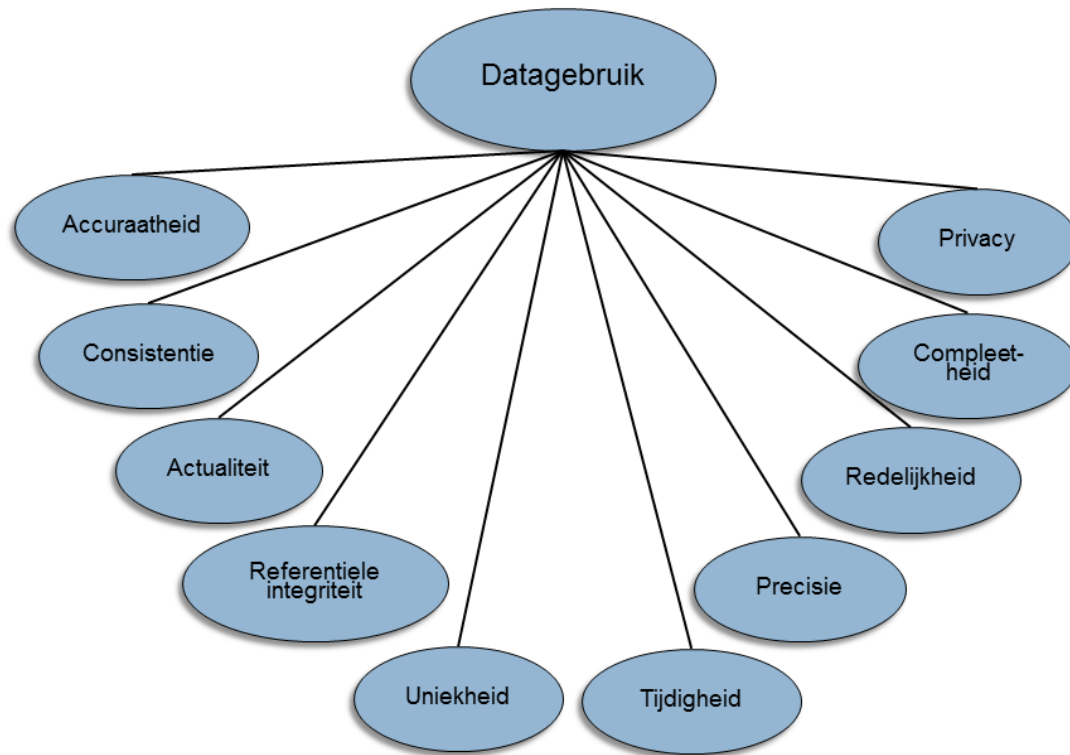 Datagebruik
Accuraatheid
Privacy
Consistentie
Compleet-
heid
Actualiteit
Redelijkheid
Referentiele
integriteit
Precisie
Uniekheid
Tijdigheid